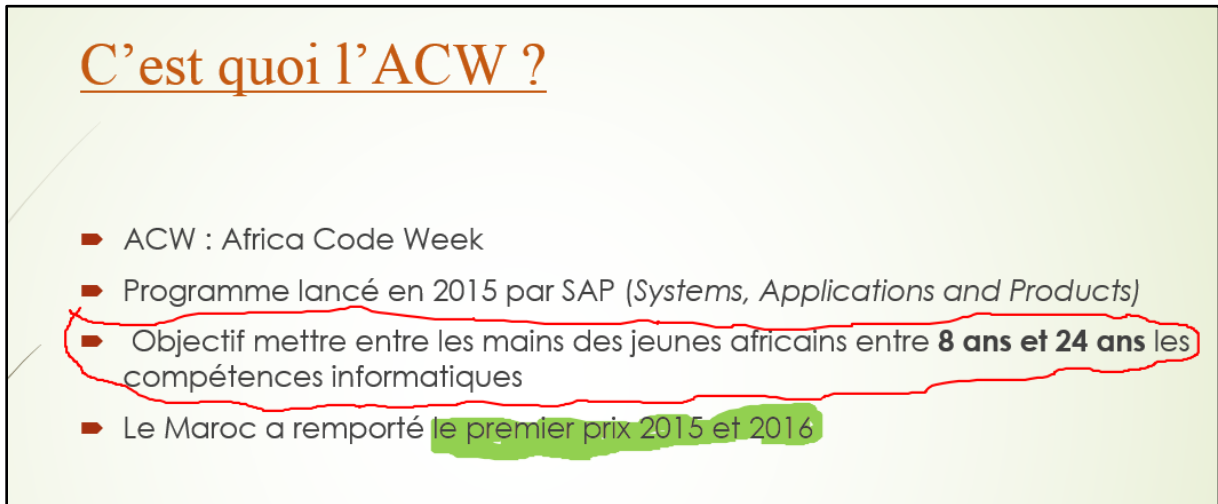 C’est quoi l’ACW ?
ACW : Africa Code Week
Programme lancé en 2015 par SAP (Systems, Applications and Products)
Objectif mettre entre les mains des jeunes africains entre 8 ans et 24 ans les
compétences informatiques
Le Maroc a remporté le premier prix 2015 et 2016